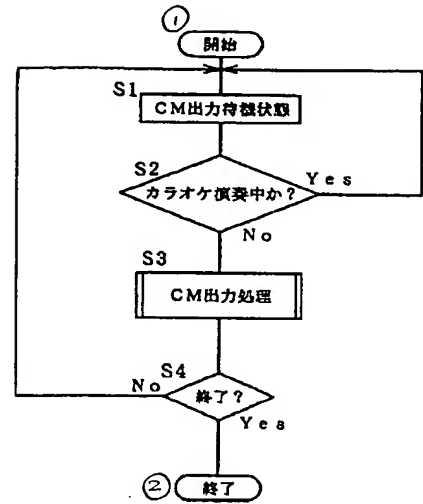 ①
開始
S1
CM出力待機状態
S2
カラオケ演奏中か?
Yes
No
S3
CM出力処理
S4
No
終了?
Yes
②
終了